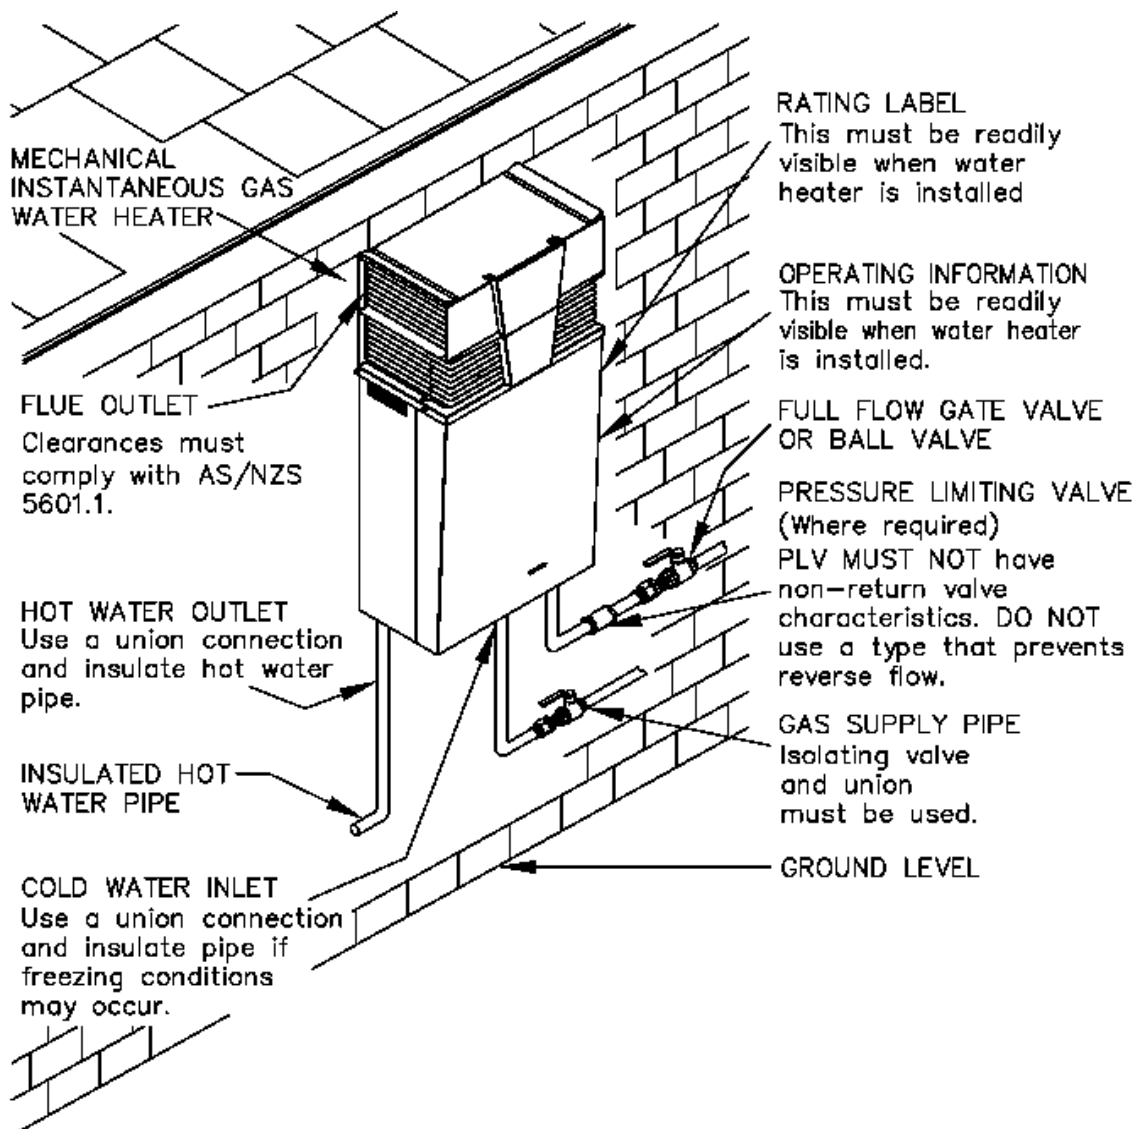 MECHANICAL
INSTANTANEOUS GAS
WATER HEATER
FLUE OUTLET
Clearances must
comply with AS/NZS
5601.1.
HOT WATER OUTLET
Use a union connection
and insulate hot water
pipe.
INSULATED HOT
WATER PIPE
COLD WATER INLET
Use a union connection
and insulate pipe if
freezing conditions
may occur.
RATING LABEL
This must be readily
visible when water
heater is installed
OPERATING INFORMATION
This must be readily
visible when water heater
is installed.
FULL FLOW GATE VALVE
OR BALL VALVE
PRESSURE LIMITING VALVE
(Where required)
PLV MUST NOT have
non-return valve
characteristics. DO NOT
use a type that prevents
reverse flow.
GAS SUPPLY PIPE
Isolating valve
and union
must be used.
GROUND LEVEL